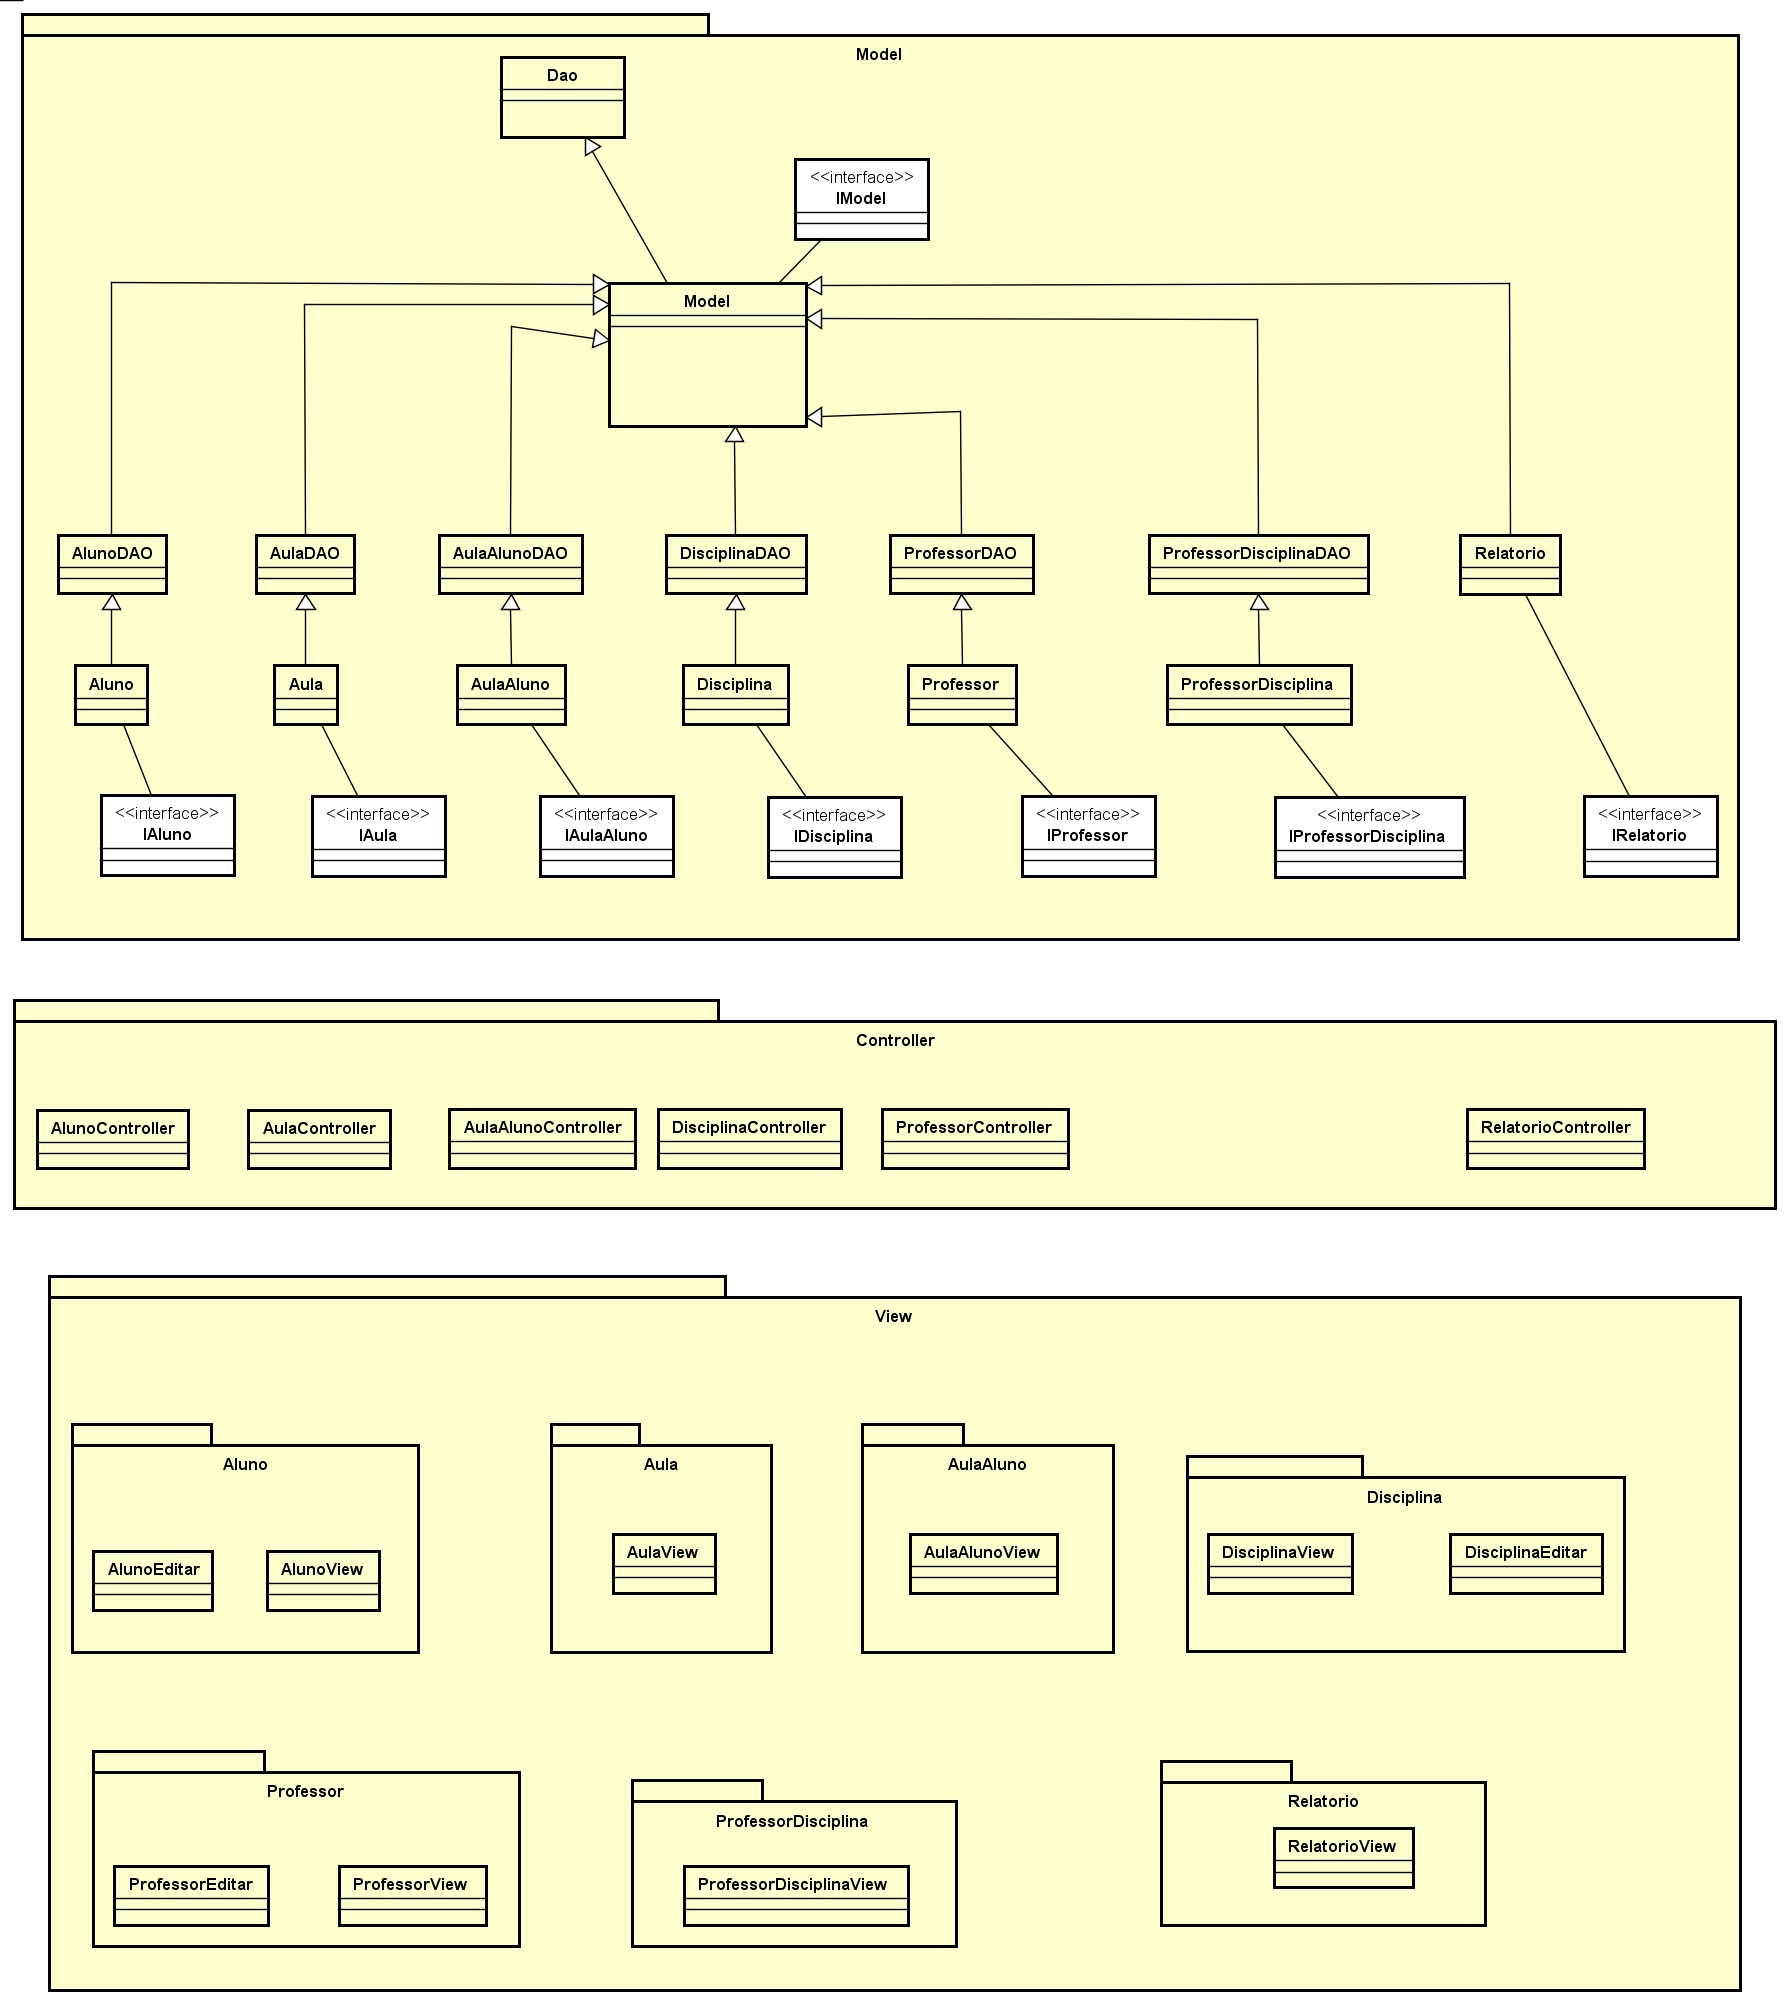 Model
Dao
<<interface>>
IModel
Model
AlunoDAO
AulaDAO
AulaAlunoDAO
DisciplinaDAO
ProfessorDAO
ProfessorDisciplinaDAO
Relatorio
Aluno
Aula
AulaAluno
Disciplina
Professor
ProfessorDisciplina
<<interface>>
IAluno
<<interface>>
IAula
<<interface>>
IAulaAluno
<<interface>>
IDisciplina
<<interface>>
IProfessor
<<interface>>
IProfessorDisciplina
<<interface>>
IRelatorio
Controller
AlunoController
AulaController
AulaAlunoController
DisciplinaController
ProfessorController
RelatorioController
View
Aluno
AlunoEditar
AlunoView
Aula
AulaView
AulaAluno
AulaAlunoView
Disciplina
DisciplinaView
DisciplinaEditar
Professor
ProfessorEditar
ProfessorView
ProfessorDisciplina
ProfessorDisciplinaView
Relatorio
RelatorioView